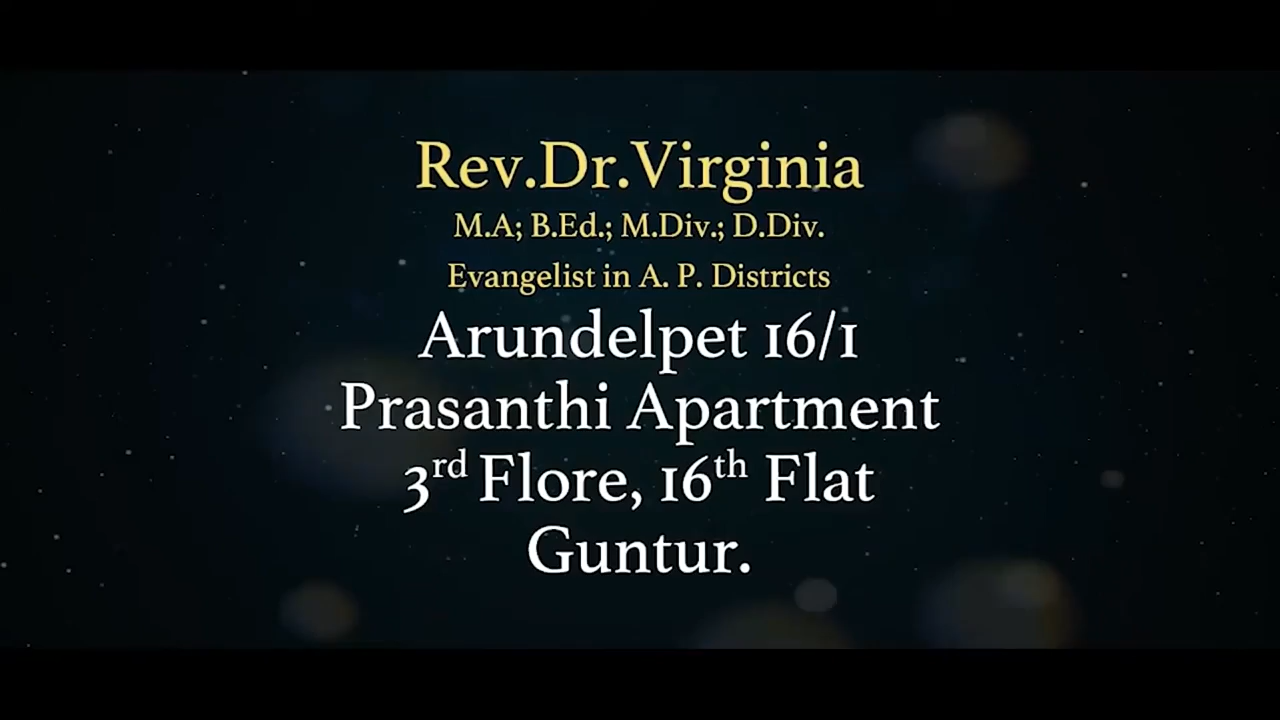 Rev.Dr.Virginia
M.A; B.Ed.; M.Div.; D.Div.
Evangelist in A. P. Districts
Arundelpet 16/1
Prasanthi Apartment
3rd Flore, 16th Flat
Guntur.